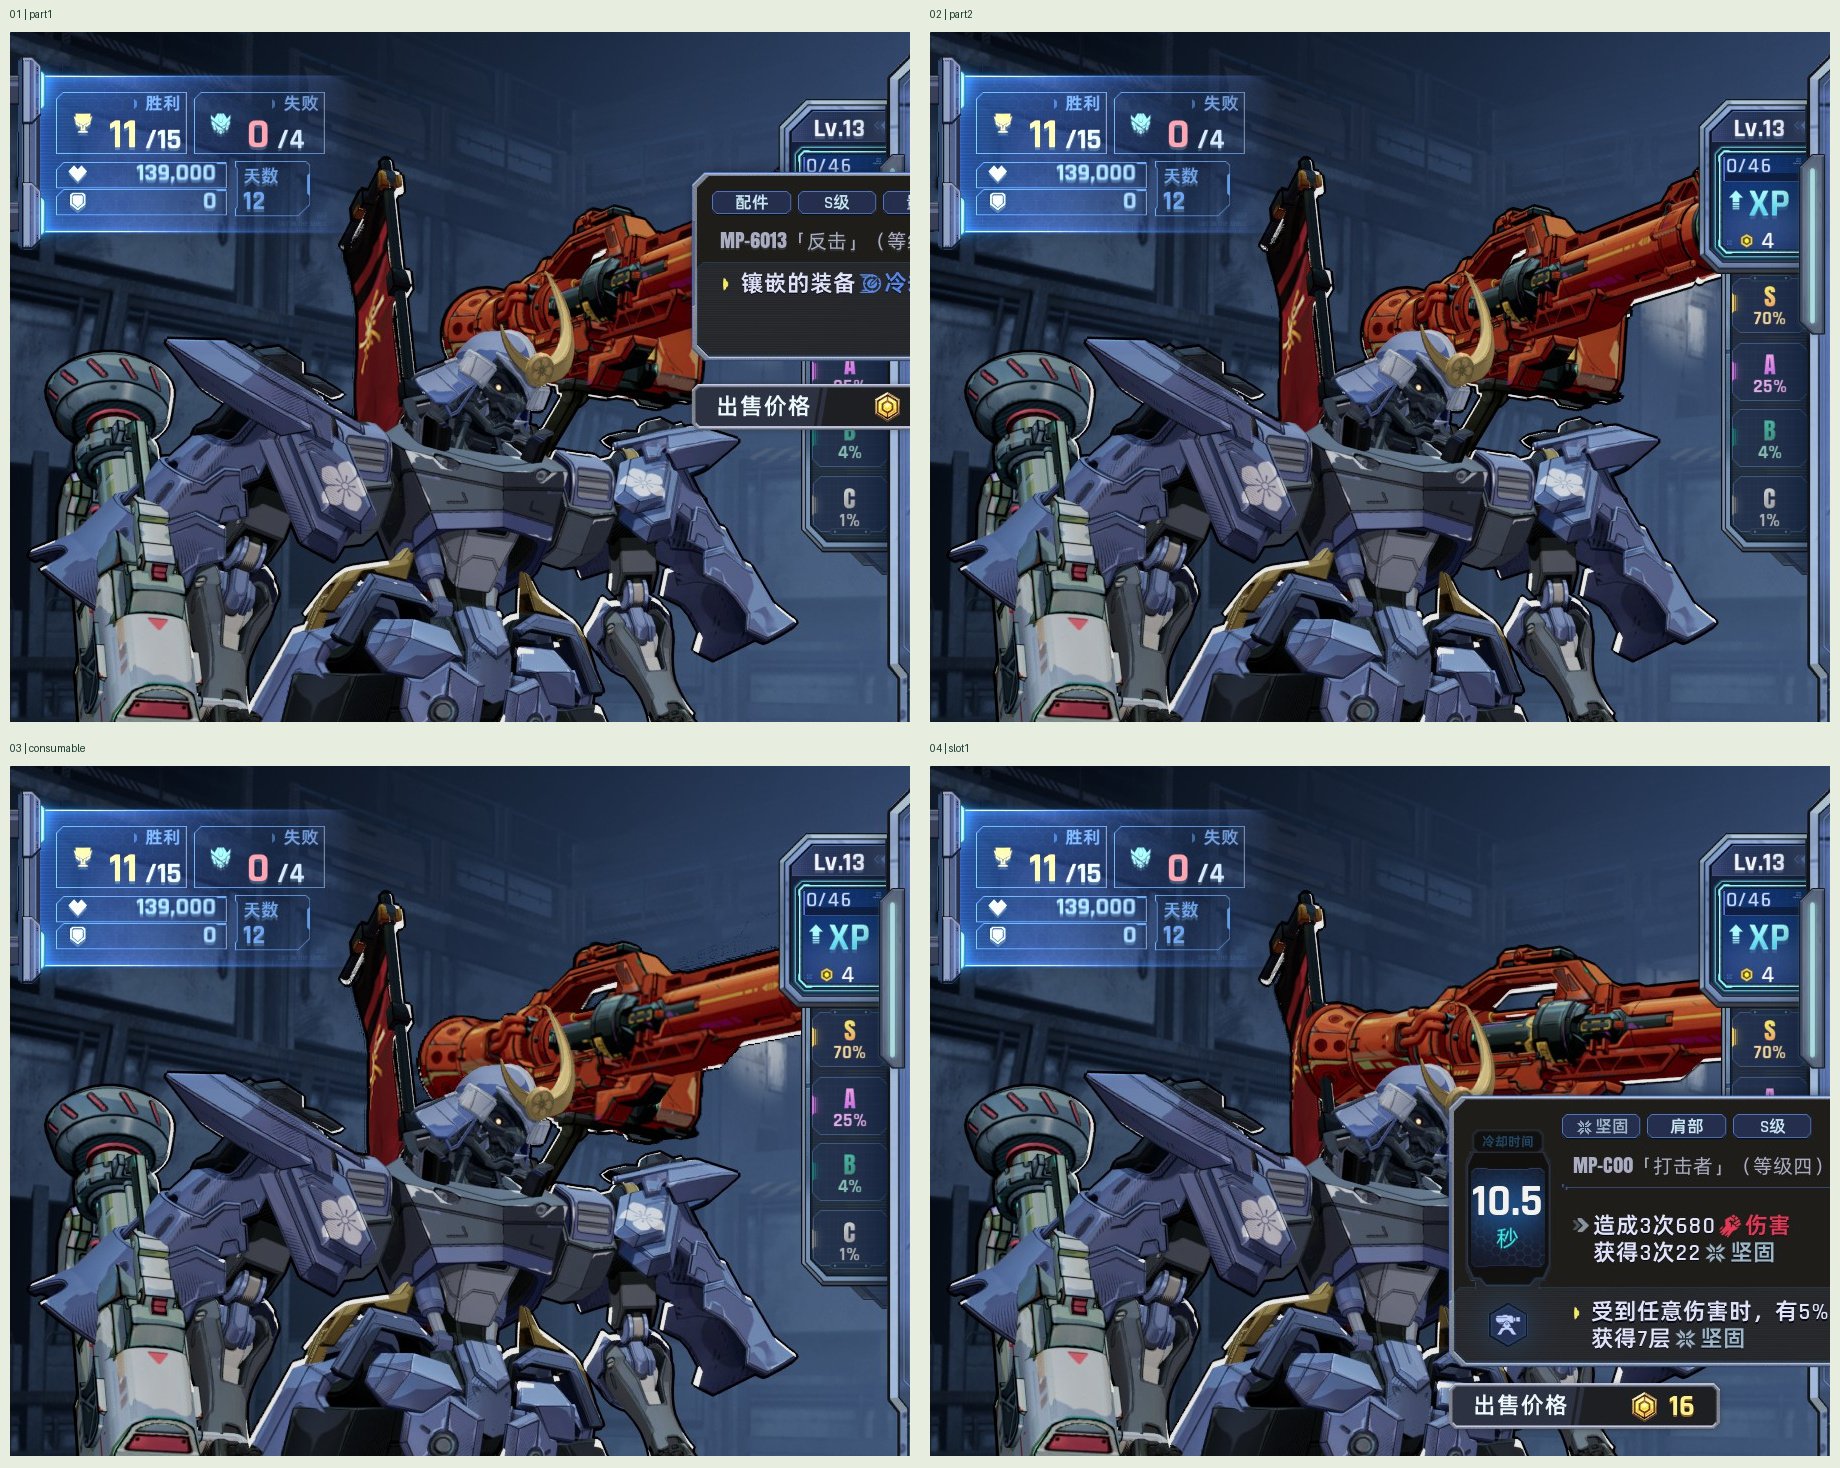 01 | part1
胜利
失败
11 /15
0 /4
139,000
天数
0
12
Lv.13
0/46
配件
S级
MP-6013「反击」（等
镶嵌的装备
冷
A
出售价格
B
4%
C
1%
02 | part2
胜利
失败
11 /15
0 /4
139,000
天数
0
12
Lv.13
0/46
XP
4
S
70%
A
25%
B
4%
C
1%
03 | consumable
胜利
失败
11 /15
0 /4
139,000
天数
0
12
Lv.13
0/46
XP
4
S
70%
A
25%
B
4%
C
1%
04 | slot1
胜利
失败
11 /15
0 /4
139,000
天数
0
12
Lv.13
0/46
XP
4
S
70%
冷却时间
10.5
秒
坚固
肩部
S级
MP-C00「打击者」（等级四）
造成3次680 伤害
获得3次22 坚固
受到任意伤害时，有5%
获得7层 坚固
出售价格
16